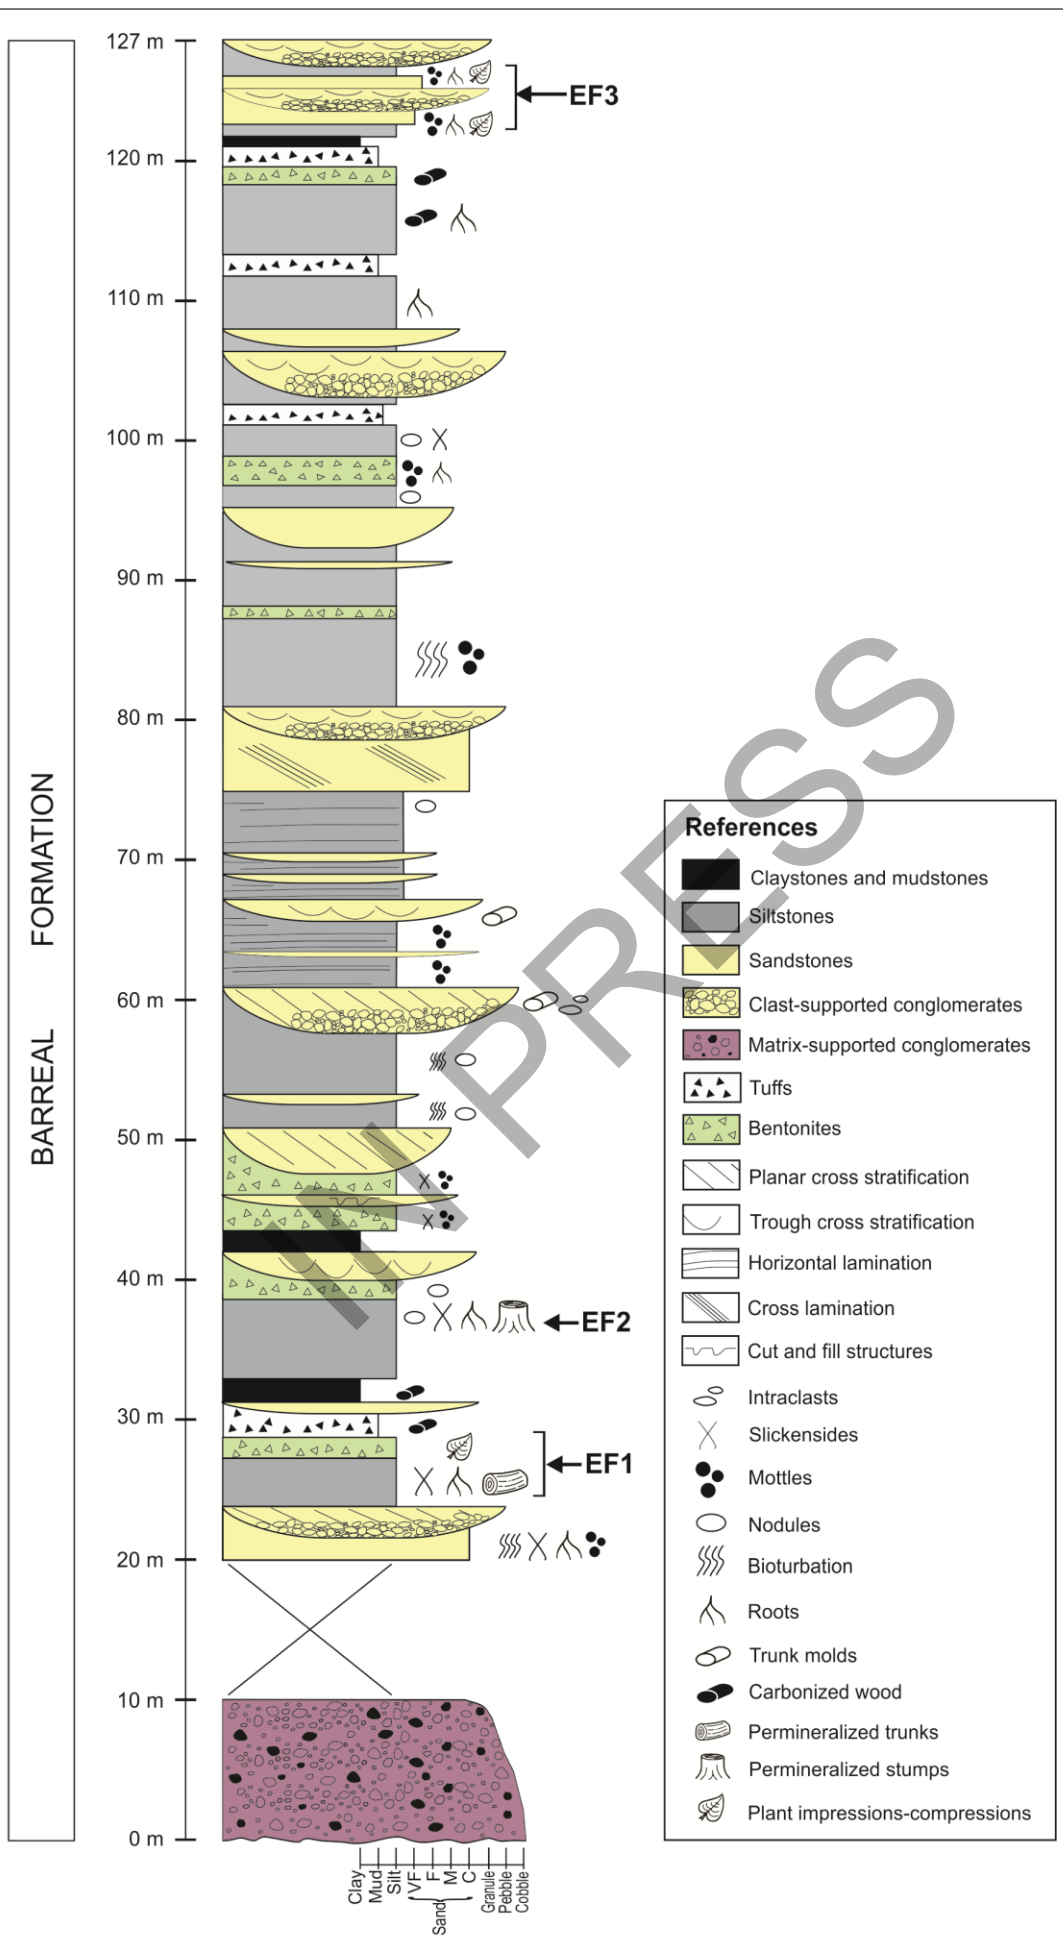 127 m
EF3
120 m
110 m
100 m
90 m
80 m
70 m
60 m
50 m
40 m
EF2
30 m
EF1
20 m
10 m
0 m
BARREAL FORMATION
Clay
Mud
Silt
VF
F
M
C
Granule
Pebble
Cobble
Sand
References
Claystones and mudstones
Siltstones
Sandstones
Clast-supported conglomerates
Matrix-supported conglomerates
Tuffs
Bentonites
Planar cross stratification
Trough cross stratification
Horizontal lamination
Cross lamination
Cut and fill structures
Intraclasts
Slickensides
Mottles
Nodules
Bioturbation
Roots
Trunk molds
Carbonized wood
Permineralized trunks
Permineralized stumps
Plant impressions-compressions
IN PRESS